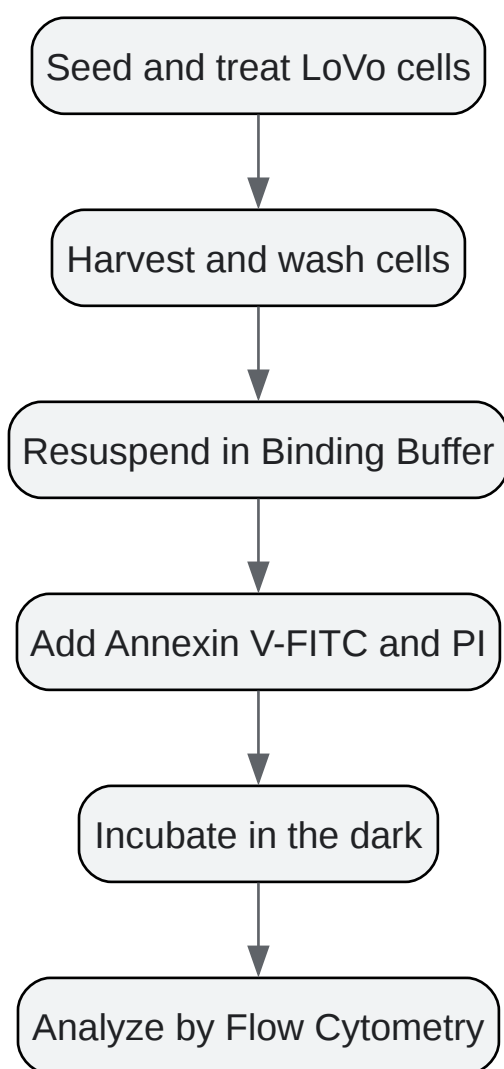 Seed and treat LoVo cells
Harvest and wash cells
Resuspend in Binding Buffer
Add Annexin V-FITC and PI
Incubate in the dark
Analyze by Flow Cytometry